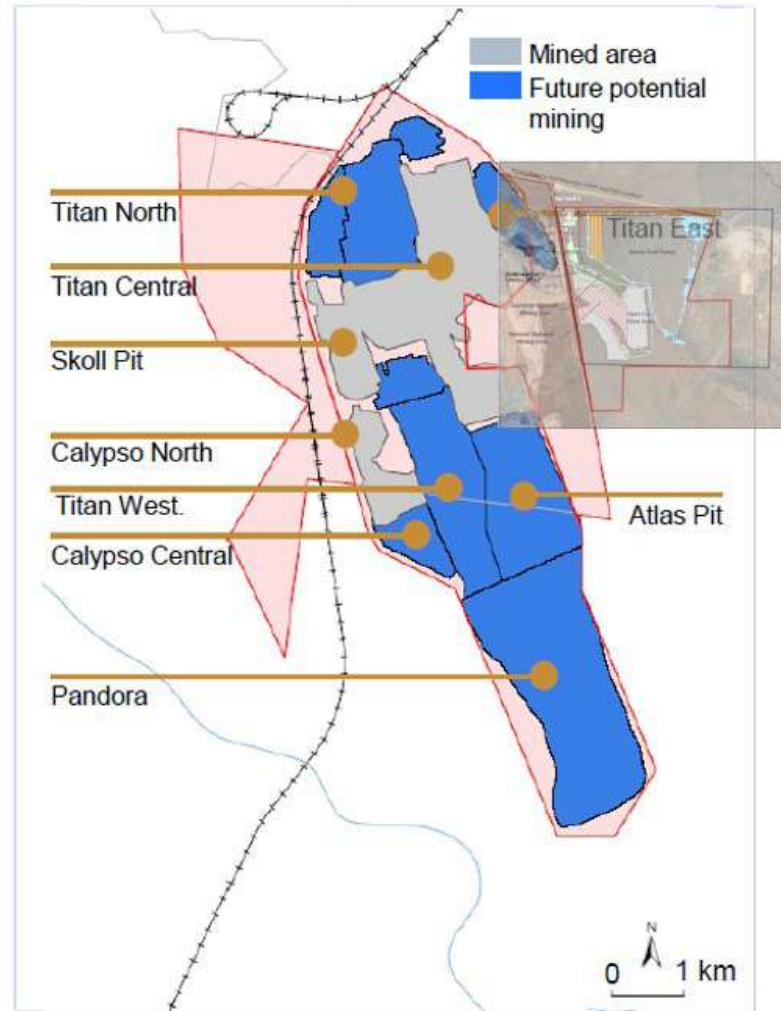 Mined area
Future potential
mining
Titan North
Titan East
Titan Central
Skoll Pit
Calypso North
Titan West.
Atlas Pit
Calypso Central
Pandora
N
0 1 km